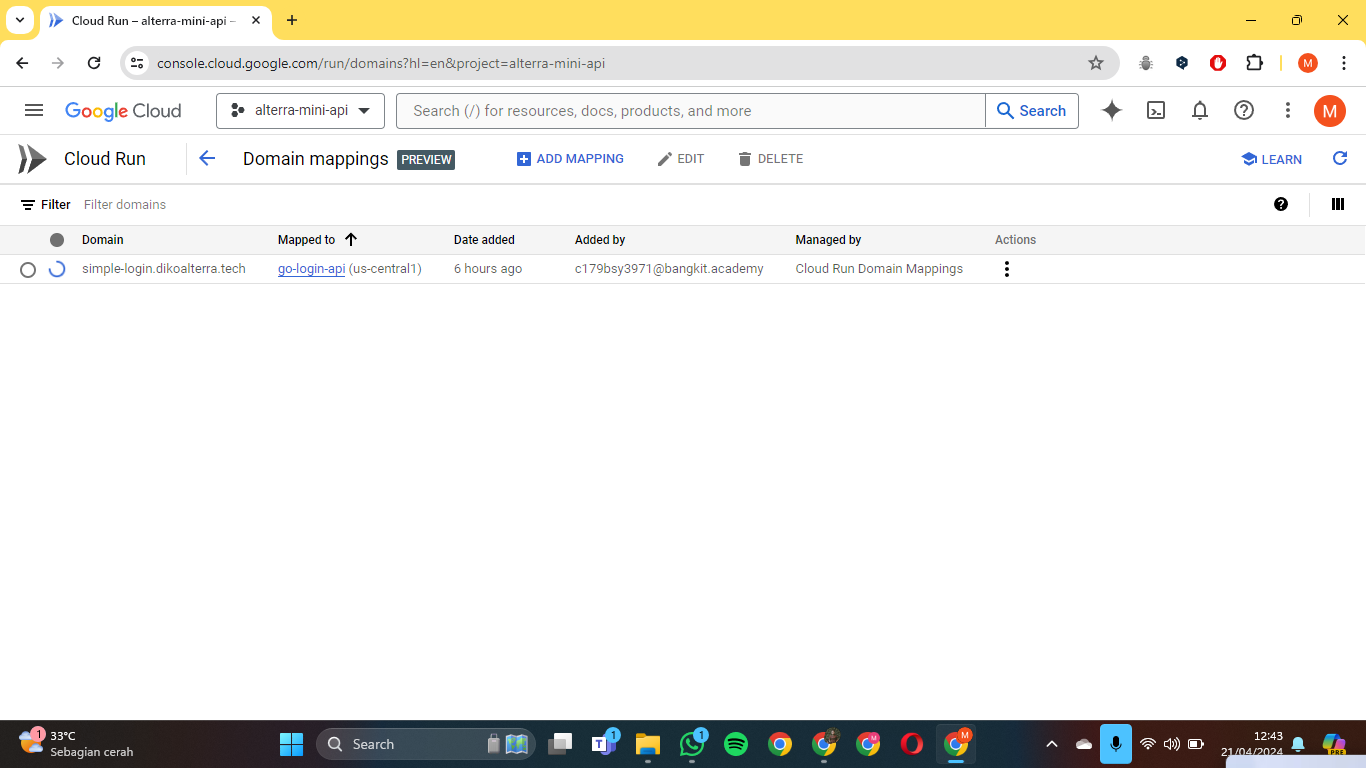 Cloud Run – alterra-mini-api –
console.cloud.google.com/run/domains?hl=en&project=alterra-mini-api
M
Google Cloud
alterra-mini-api
Search (/) for resources, docs, products, and more
Search
M
Cloud Run
Domain mappings
PREVIEW
ADD MAPPING
EDIT
DELETE
LEARN
Filter
Filter domains
Domain
Mapped to
Date added
Added by
Managed by
Actions
simple-login.dikoalterra.tech
go-login-api (us-central1)
6 hours ago
c179bsy3971@bangkit.academy
Cloud Run Domain Mappings
1
33°C
Sebagian cerah
Search
1
1
M
M
12:43
21/04/2024
PRE